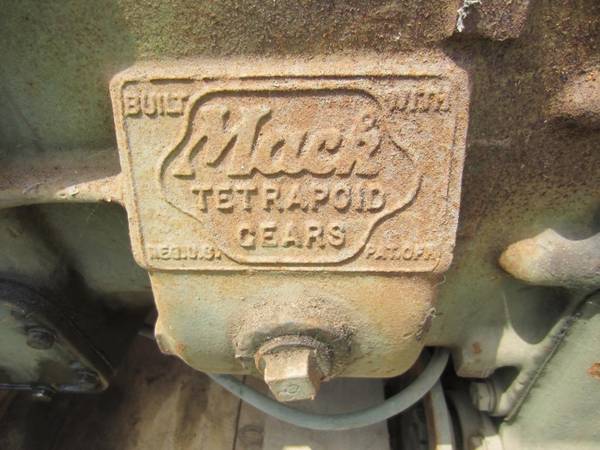 BUILT WITH
Mack
TETRAPOID
GEARS
REG.U.S. PAT.OFF.